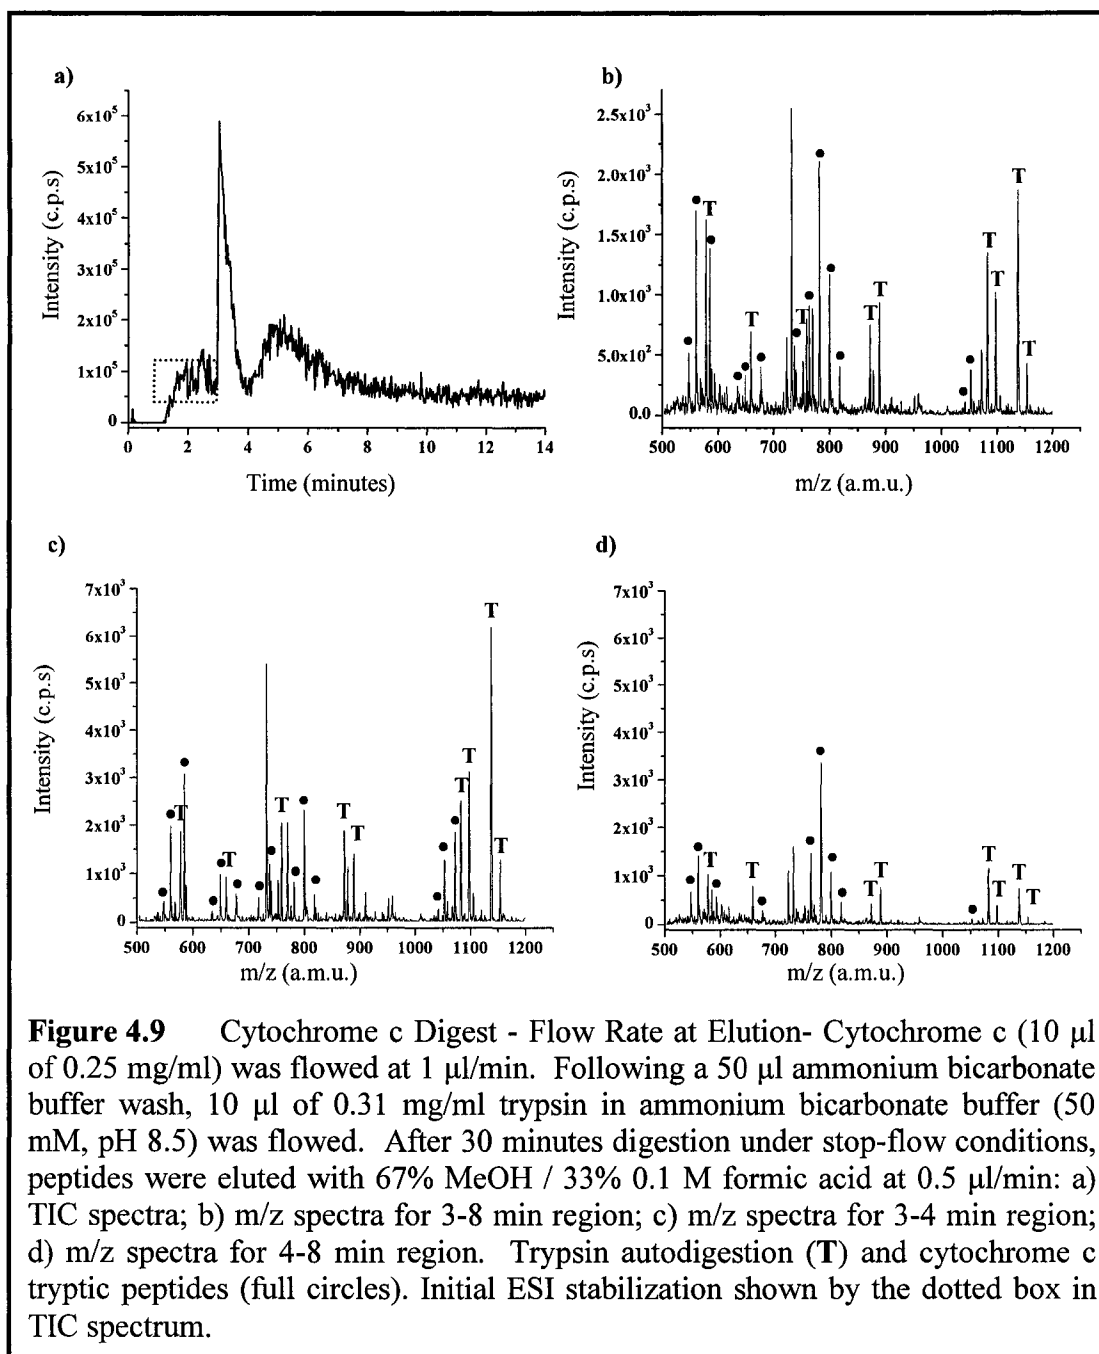 a)
6x10⁵
5x10⁵
4x10⁵
3x10⁵
2x10⁵
1x10⁵
0
Intensity (c.p.s)
0 2 4 6 8 10 12 14
Time (minutes)
b)
2.5x10³
2.0x10³
1.5x10³
1.0x10³
5.0x10²
0.0
Intensity (c.p.s)
T T T T T T T T T
500 600 700 800 900 1000 1100 1200
m/z (a.m.u.)
c)
7x10³
6x10³
5x10³
4x10³
3x10³
2x10³
1x10³
0
Intensity (c.p.s)
T T T T T T T T T
500 600 700 800 900 1000 1100 1200
m/z (a.m.u.)
d)
7x10³
6x10³
5x10³
4x10³
3x10³
2x10³
1x10³
0
Intensity (c.p.s)
T T T T T T T T
500 600 700 800 900 1000 1100 1200
m/z (a.m.u.)
Figure 4.9 Cytochrome c Digest - Flow Rate at Elution- Cytochrome c (10 µl
of 0.25 mg/ml) was flowed at 1 µl/min. Following a 50 µl ammonium bicarbonate
buffer wash, 10 µl of 0.31 mg/ml trypsin in ammonium bicarbonate buffer (50
mM, pH 8.5) was flowed. After 30 minutes digestion under stop-flow conditions,
peptides were eluted with 67% MeOH / 33% 0.1 M formic acid at 0.5 µl/min: a)
TIC spectra; b) m/z spectra for 3-8 min region; c) m/z spectra for 3-4 min region;
d) m/z spectra for 4-8 min region. Trypsin autodigestion (T) and cytochrome c
tryptic peptides (full circles). Initial ESI stabilization shown by the dotted box in
TIC spectrum.